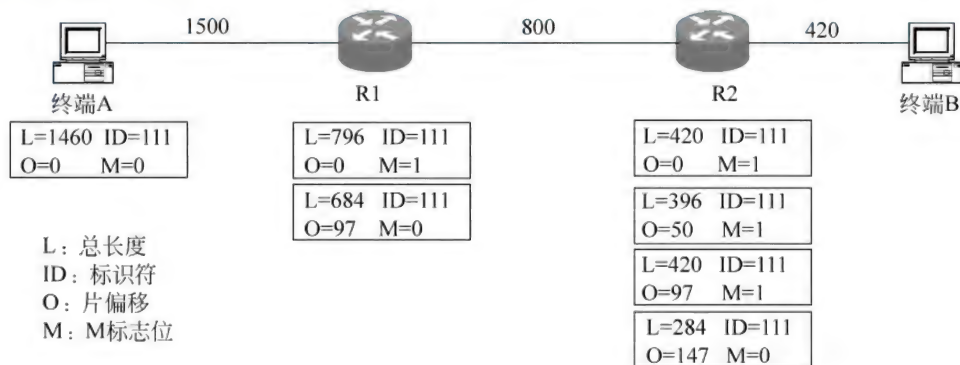 1500
800
420
终端A
R1
R2
终端B
L=1460 ID=111
O=0 M=0
L=796 ID=111
O=0 M=1
L=684 ID=111
O=97 M=0
L=420 ID=111
O=0 M=1
L=396 ID=111
O=50 M=1
L=420 ID=111
O=97 M=1
L=284 ID=111
O=147 M=0
L：总长度
ID：标识符
O：片偏移
M：M标志位